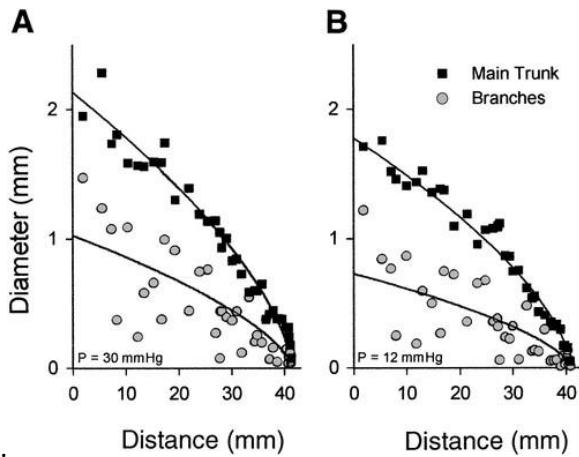 A
B
Diameter (mm)
2
1
0
P = 30 mmHg
0 10 20 30 40
Distance (mm)
Main Trunk
Branches
2
1
0
P = 12 mmHg
0 10 20 30 40
Distance (mm)
.